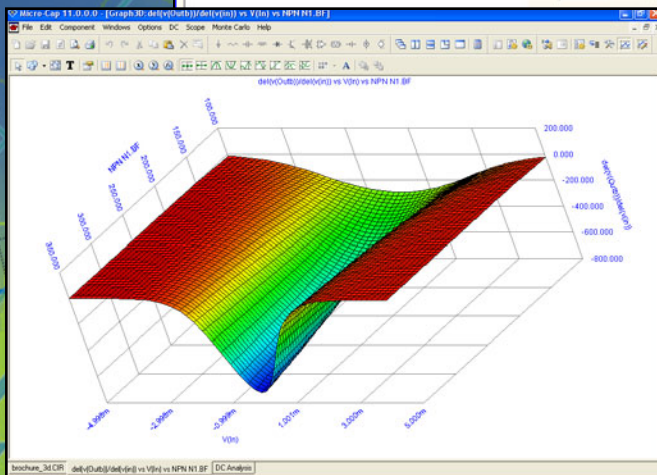 Micro-Cap 11.0.0.0 - [Graph3D: del(v(Outb))/del(v(in)) vs V(In) vs NPN N1.BF]
File Edit Component Windows Options DC Scope Monte Carlo Help
del(v(Outb))/del(v(in)) vs V(In) vs NPN N1.BF
100.000
150.000
200.000
250.000
300.000
350.000
NPN N1.BF
200.000
0.000
-200.000
-400.000
-600.000
-800.000
del(v(Outb))/del(v(in))
-4.998m
-2.999m
-0.999m
1.001m
3.000m
5.000m
V(In)
brochure_3d.CIR del(v(Outb))/del(v(in)) vs V(In) vs NPN N1.BF DC Analysis